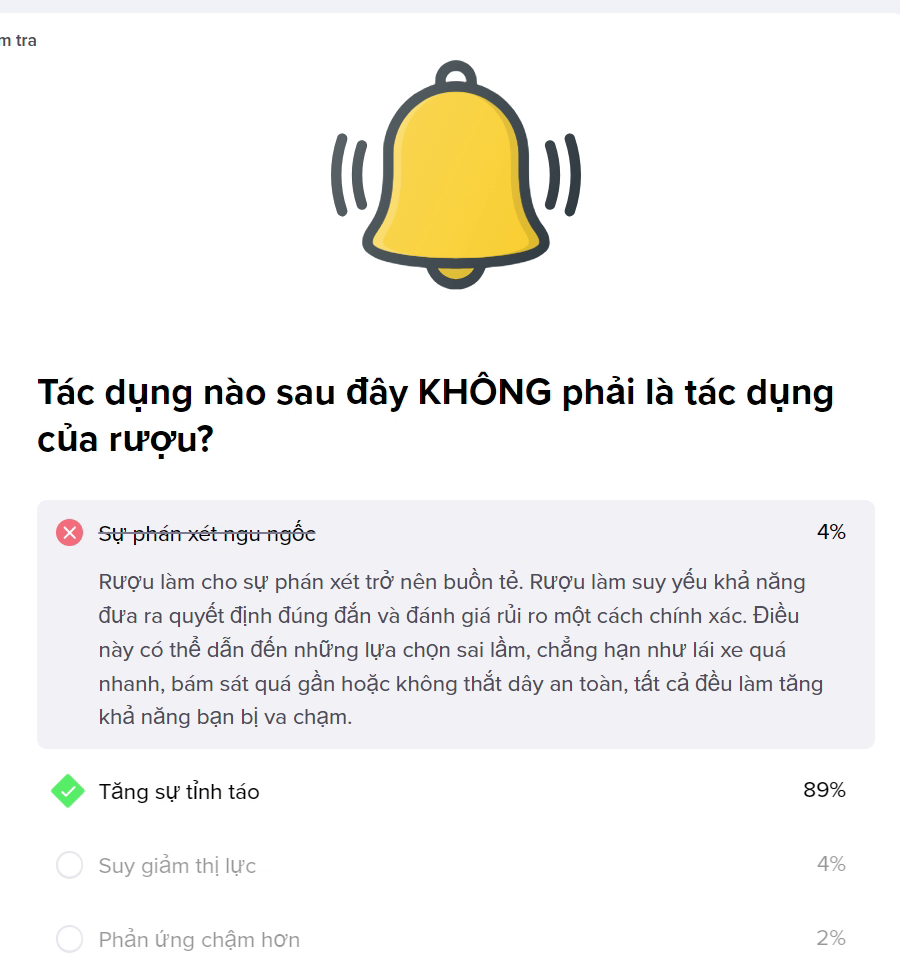 m tra
Tác dụng nào sau đây KHÔNG phải là tác dụng
của rượu?
Sự phán xét ngu ngốc 4%
Rượu làm cho sự phán xét trở nên buồn tẻ. Rượu làm suy yếu khả năng
đưa ra quyết định đúng đắn và đánh giá rủi ro một cách chính xác. Điều
này có thể dẫn đến những lựa chọn sai lầm, chẳng hạn như lái xe quá
nhanh, bám sát quá gần hoặc không thắt dây an toàn, tất cả đều làm tăng
khả năng bạn bị va chạm.
Tăng sự tỉnh táo 89%
Suy giảm thị lực 4%
Phản ứng chậm hơn 2%